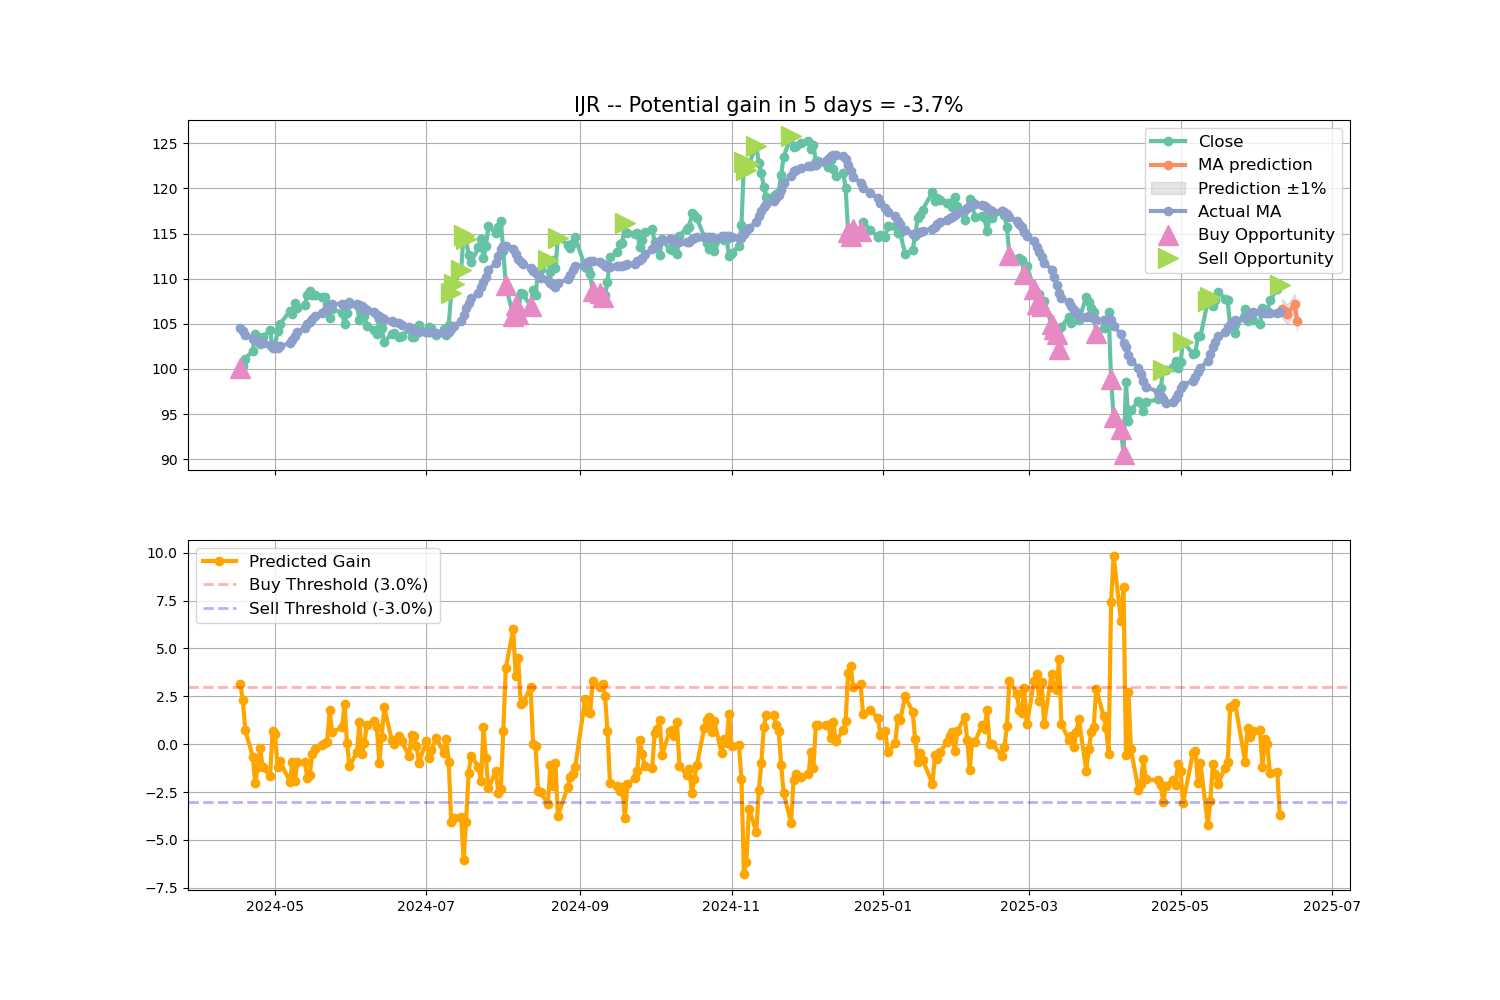 IJR -- Potential gain in 5 days = -3.7%
125
120
115
110
105
100
95
90
Close
MA prediction
Prediction ±1%
Actual MA
Buy Opportunity
Sell Opportunity
10.0
7.5
5.0
2.5
0.0
−2.5
−5.0
−7.5
Predicted Gain
Buy Threshold (3.0%)
Sell Threshold (-3.0%)
2024-05
2024-07
2024-09
2024-11
2025-01
2025-03
2025-05
2025-07